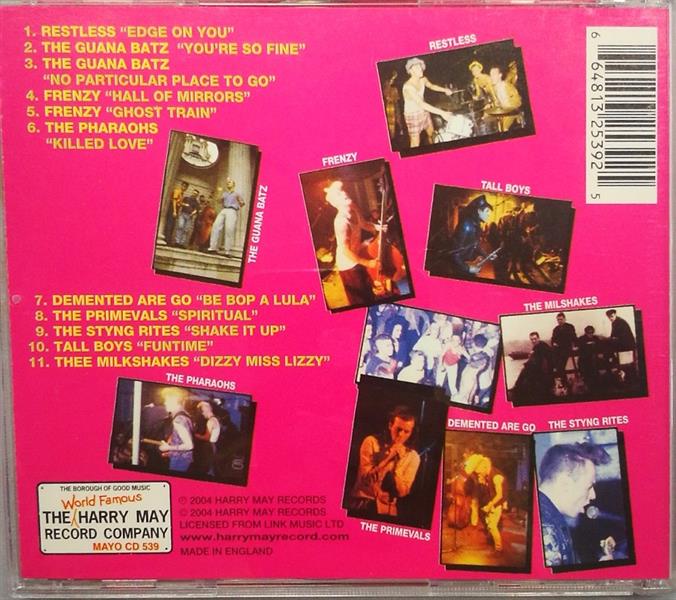 1. RESTLESS "EDGE ON YOU"
2. THE GUANA BATZ "YOU'RE SO FINE"
3. THE GUANA BATZ
"NO PARTICULAR PLACE TO GO"
4. FRENZY "HALL OF MIRRORS"
5. FRENZY "GHOST TRAIN"
6. THE PHARAOHS
"KILLED LOVE"
RESTLESS
6 64813 25392 5
FRENZY
TALL BOYS
THE GUANA BATZ
7. DEMENTED ARE GO "BE BOP A LULA"
8. THE PRIMEVALS "SPIRITUAL"
9. THE STYNG RITES "SHAKE IT UP"
10. TALL BOYS "FUNTIME"
11. THEE MILKSHAKES "DIZZY MISS LIZZY"
THE MILSHAKES
THE PHARAOHS
DEMENTED ARE GO
THE STYNG RITES
THE PRIMEVALS
THE BOROUGH OF GOOD MUSIC
World Famous
THE HARRY MAY
RECORD COMPANY
MAYO CD 539
℗ 2004 HARRY MAY RECORDS
© 2004 HARRY MAY RECORDS
LICENSED FROM LINK MUSIC LTD
www.harrymayrecord.com
MADE IN ENGLAND